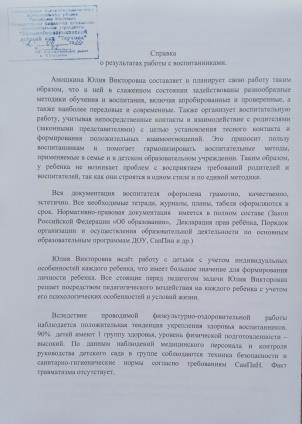 Справка
о результатах работы с воспитанниками.
Анюшкина Юлия Викторовна составляет и планирует свою работу таким
образом, что в ней в слаженном состоянии задействованы разнообразные
методики обучения и воспитания, включая апробированные и проверенные, а
также наиболее передовые и современные. Также организует воспитательную
работу, учитывая непосредственные контакты и взаимодействие с родителями
(законными представителями) с целью установления тесного контакта и
формирования положительных взаимоотношений. Это приносит пользу
воспитанникам и помогает гармонизировать воспитательные методы,
применяемые в семье и в детском образовательном учреждении. Таким образом,
у ребенка не возникает проблем с восприятием требований родителей и
воспитателей, так как они строятся в одном стиле и по единой методике.
Вся документация воспитателя оформлена грамотно, качественно,
эстетично. Все необходимые тетради, журналы, планы, табеля оформляются в
срок. Нормативно-правовая документация имеется в полном составе (Закон
Российской Федерации «Об образовании», Декларация прав ребёнка, Порядок
организации и осуществления образовательной деятельности по основным
образовательным программам ДОУ, СанПин и др.)
Юлия Викторовна ведёт работу с детьми с учетом индивидуальных
особенностей каждого ребенка, что имеет большое значение для формирования
личности ребенка. Все стоящие перед педагогом задачи Юлия Викторовна
решает посредством педагогического воздействия на каждого ребенка с учетом
его психологических особенностей и условий жизни.
Вследствие проводимой физкультурно-оздоровительной работы
наблюдается положительная тенденция укрепления здоровья воспитанников.
90% детей имеют 1 группу здоровья, уровень физической подготовленности –
высокий. По данным наблюдений медицинского персонала и контроля
руководства детского сада в группе соблюдаются техника безопасности и
санитарно-гигиенические нормы согласно требованиям СанПиН. Факт
травматизма отсутствует.